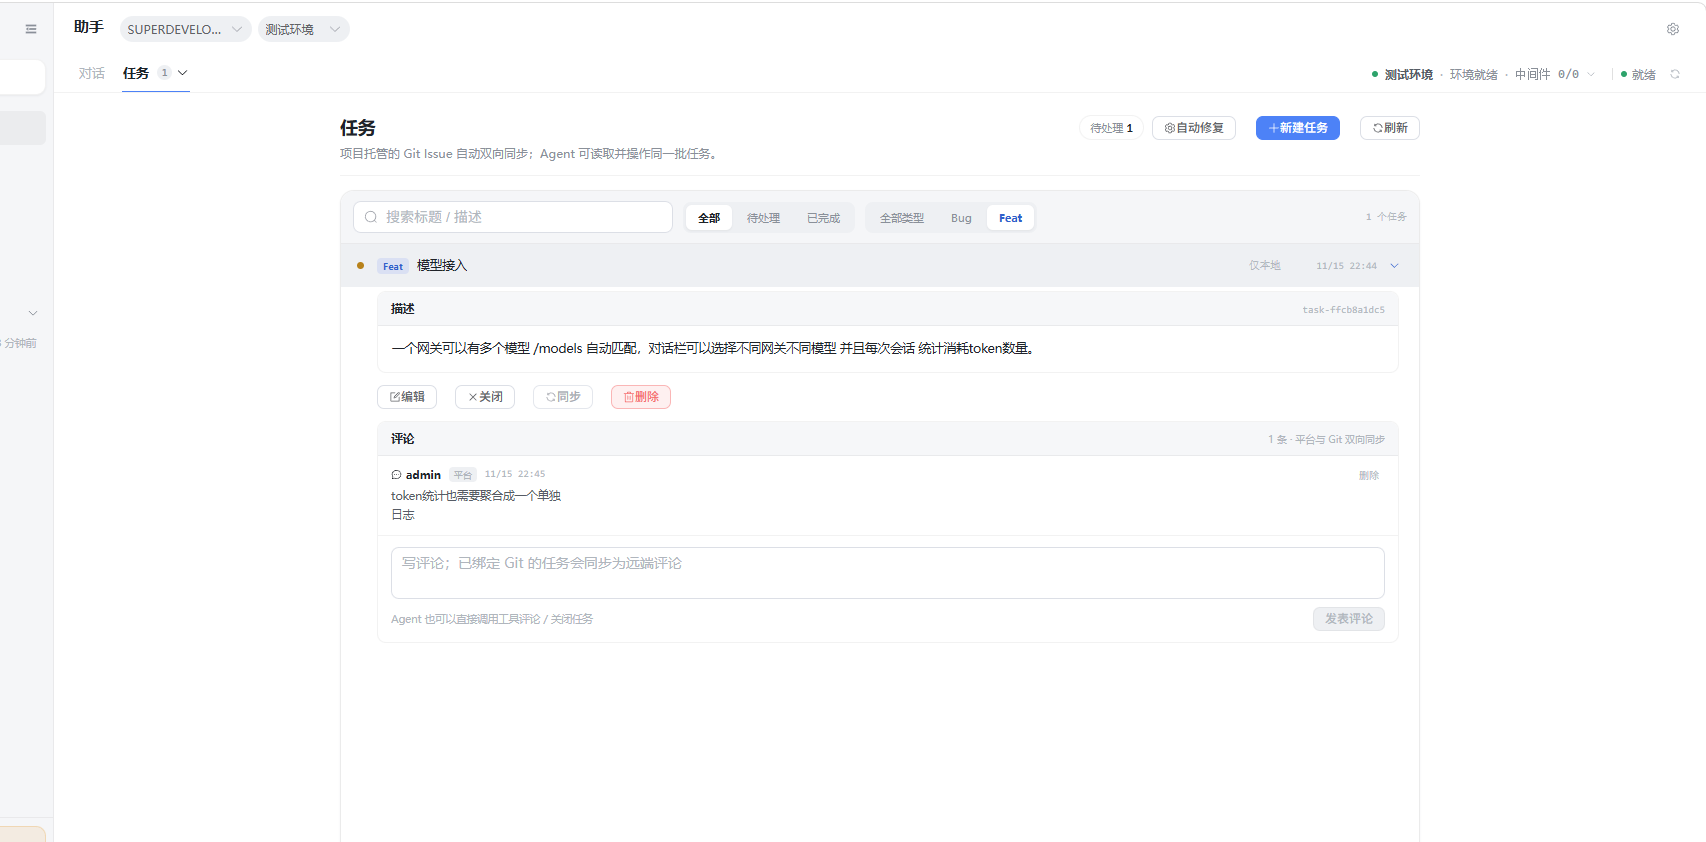 助手
SUPERDEVELO...
测试环境
对话
任务 1
测试环境 · 环境就绪 · 中间件 0/0
就绪
任务
待处理 1
自动修复
+新建任务
刷新
项目托管的 Git Issue 自动双向同步；Agent 可读取并操作同一批任务。
搜索标题 / 描述
全部
待处理
已完成
全部类型
Bug
Feat
1 个任务
Feat 模型接入
仅本地
11/15 22:44
分钟前
描述
task-ffcb8a1dc5
一个网关可以有多个模型 /models 自动匹配，对话栏可以选择不同网关不同模型 并且每次会话 统计消耗token数量。
编辑
关闭
同步
删除
评论
1 条 · 平台与 Git 双向同步
admin 平台 11/15 22:45
删除
token统计也需要聚合成一个单独
日志
写评论；已绑定 Git 的任务会同步为远端评论
Agent 也可以直接调用工具评论 / 关闭任务
发表评论